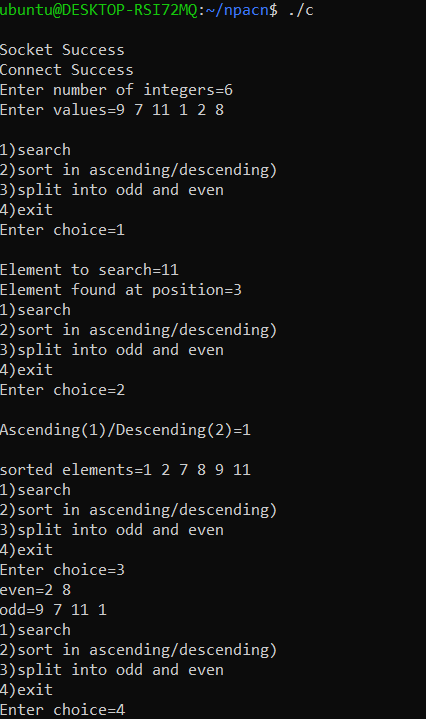 ubuntu@DESKTOP-RSI72MQ:~/npacn$ ./c
Socket Success
Connect Success
Enter number of integers=6
Enter values=9 7 11 1 2 8
1)search
2)sort in ascending/descending)
3)split into odd and even
4)exit
Enter choice=1
Element to search=11
Element found at position=3
1)search
2)sort in ascending/descending)
3)split into odd and even
4)exit
Enter choice=2
Ascending(1)/Descending(2)=1
sorted elements=1 2 7 8 9 11
1)search
2)sort in ascending/descending)
3)split into odd and even
4)exit
Enter choice=3
even=2 8
odd=9 7 11 1
1)search
2)sort in ascending/descending)
3)split into odd and even
4)exit
Enter choice=4